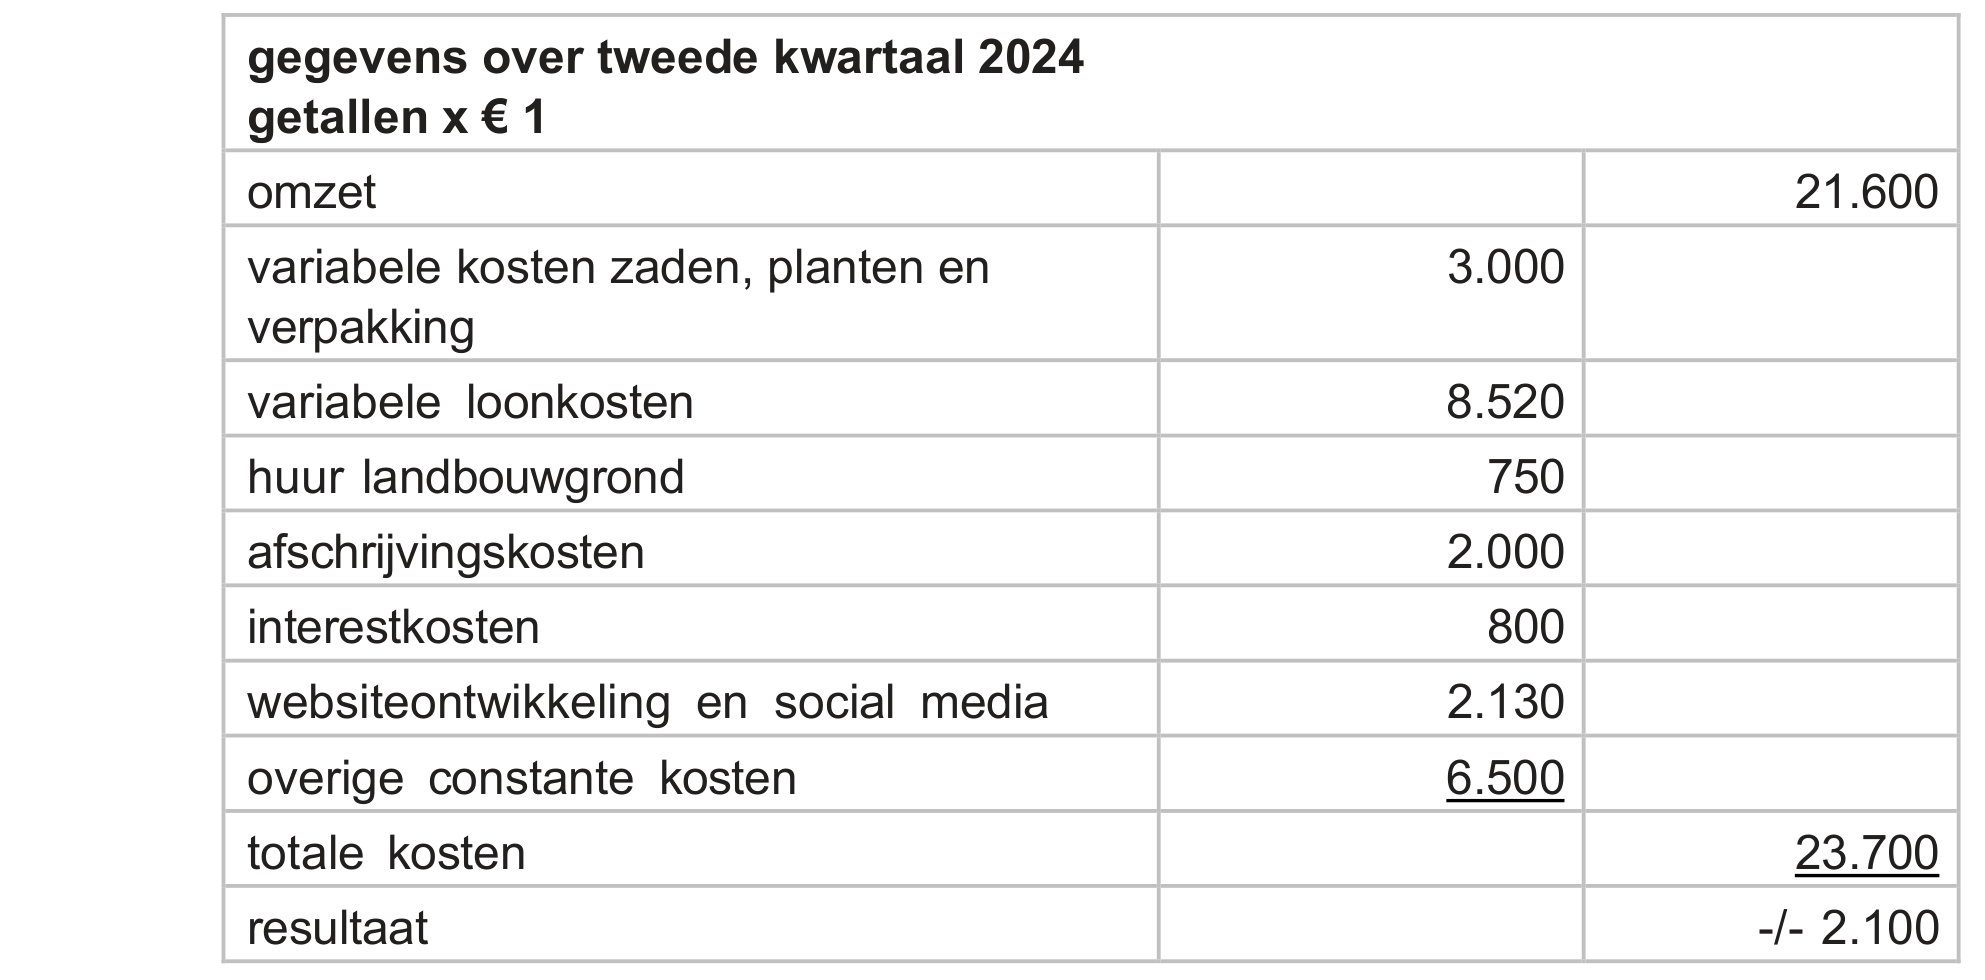 gegevens over tweede kwartaal 2024
getallen x € 1
omzet 21.600
variabele kosten zaden, planten en 3.000
verpakking
variabele loonkosten 8.520
huur landbouwgrond 750
afschrijvingskosten 2.000
interestkosten 800
websiteontwikkeling en social media 2.130
overige constante kosten 6.500
totale kosten 23.700
resultaat -/- 2.100